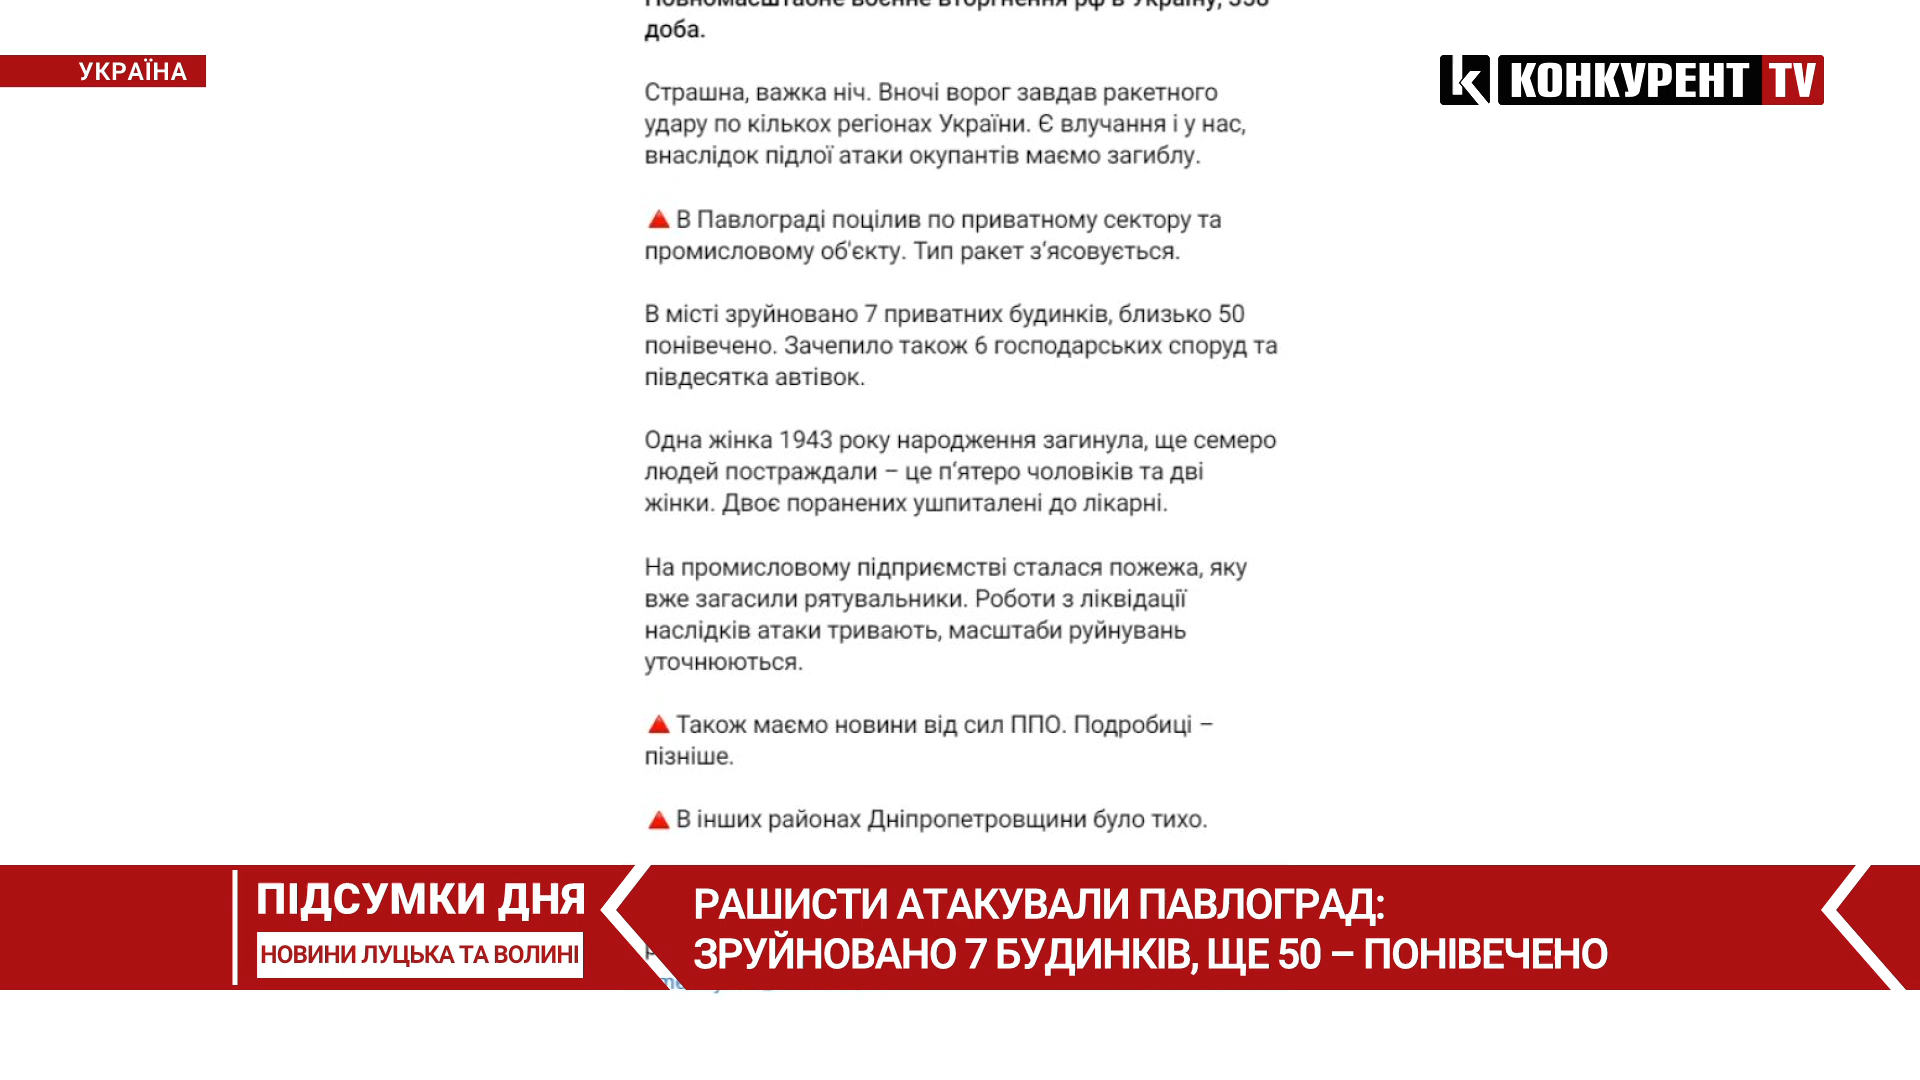 Повномасштабне воєнне вторгнення рф в Україну, 358
доба.
УКРАЇНА
КОНКУРЕНТ TV
Страшна, важка ніч. Вночі ворог завдав ракетного
удару по кількох регіонах України. Є влучання і у нас,
внаслідок підлої атаки окупантів маємо загиблу.
🔺 В Павлограді поцілив по приватному сектору та
промисловому об'єкту. Тип ракет з‘ясовується.
В місті зруйновано 7 приватних будинків, близько 50
понівечено. Зачепило також 6 господарських споруд та
півдесятка автівок.
Одна жінка 1943 року народження загинула, ще семеро
людей постраждали – це п‘ятеро чоловіків та дві
жінки. Двоє поранених ушпиталені до лікарні.
На промисловому підприємстві сталася пожежа, яку
вже загасили рятувальники. Роботи з ліквідації
наслідків атаки тривають, масштаби руйнувань
уточнюються.
🔺 Також маємо новини від сил ППО. Подробиці –
пізніше.
🔺 В інших районах Дніпропетровщини було тихо.
ПІДСУМКИ ДНЯ
НОВИНИ ЛУЦЬКА ТА ВОЛИНІ
РАШИСТИ АТАКУВАЛИ ПАВЛОГРАД:
ЗРУЙНОВАНО 7 БУДИНКІВ, ЩЕ 50 – ПОНІВЕЧЕНО